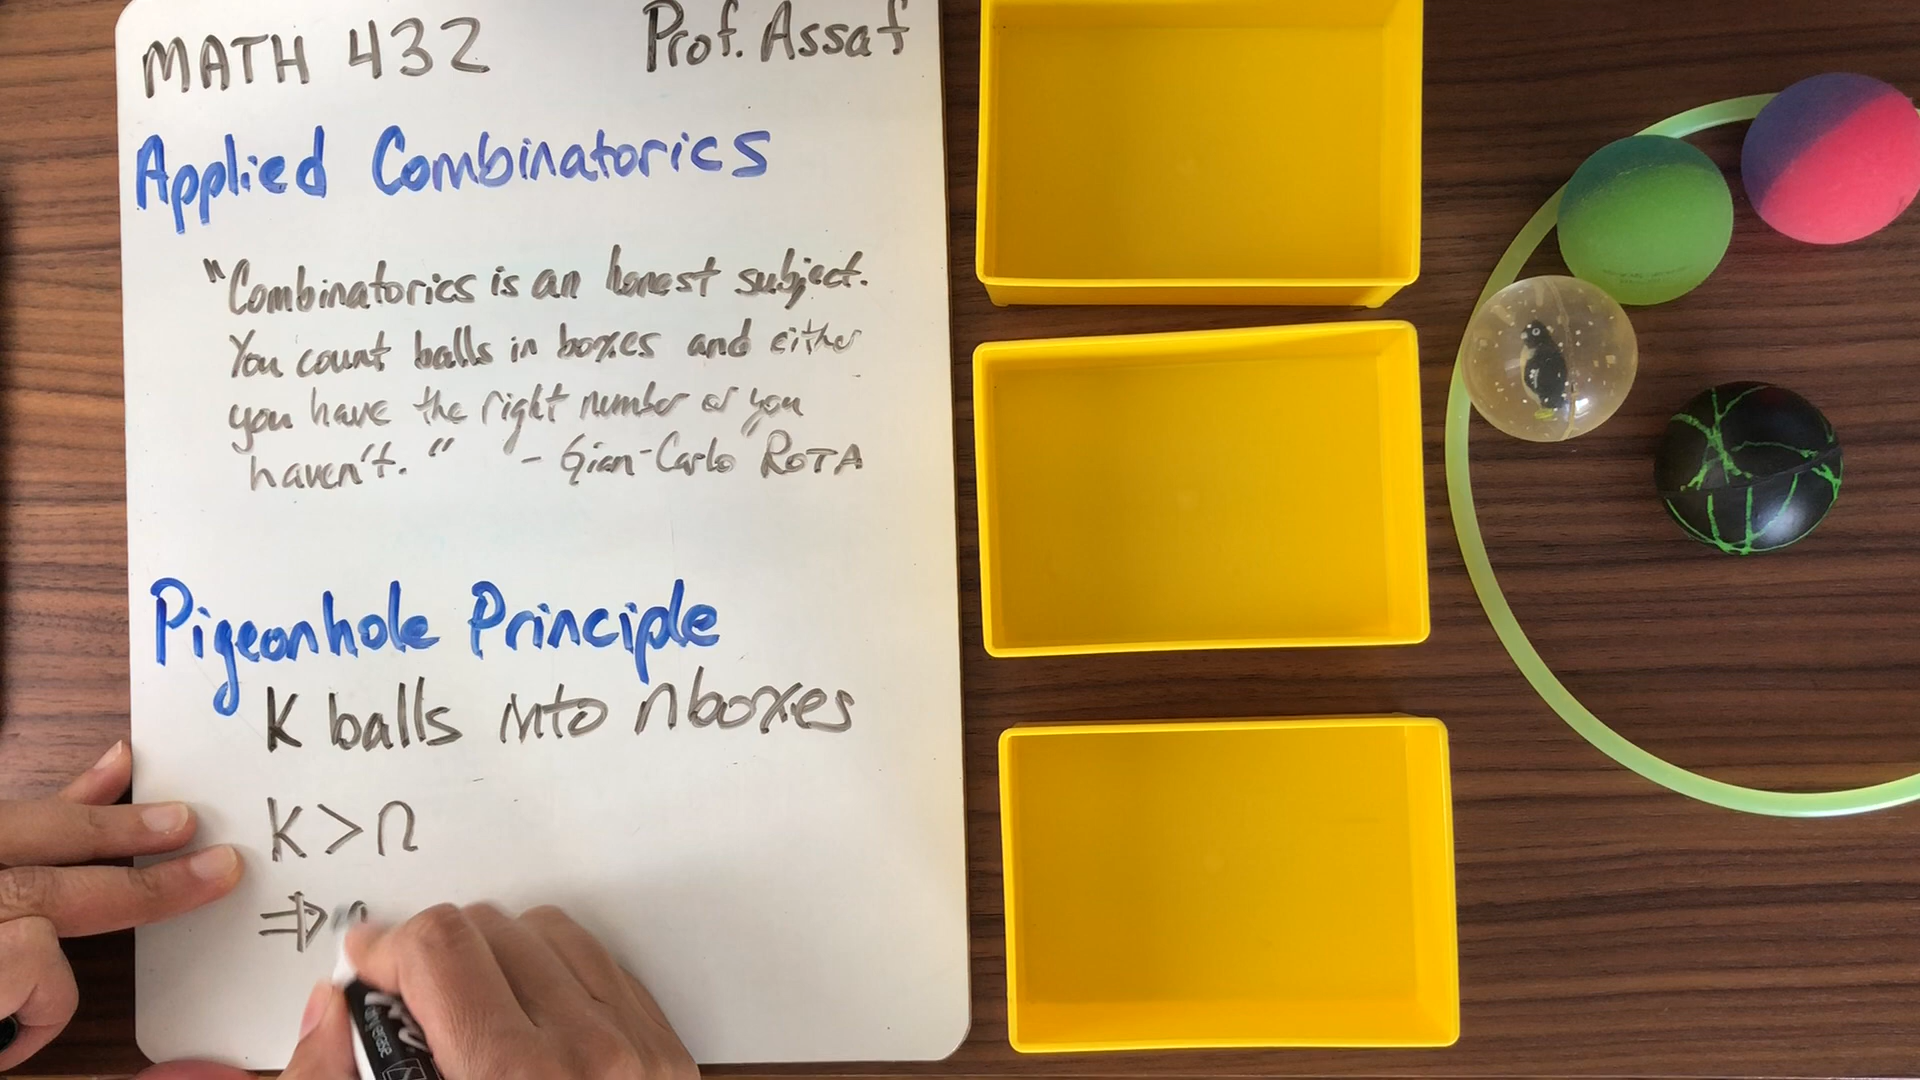 MATH 432 Prof. Assaf
Applied Combinatorics
"Combinatorics is an honest subject.
You count balls in boxes and either
you have the right number or you
haven't." - Gian-Carlo ROTA
Pigeonhole Principle
K balls into n boxes
K > n
⇒